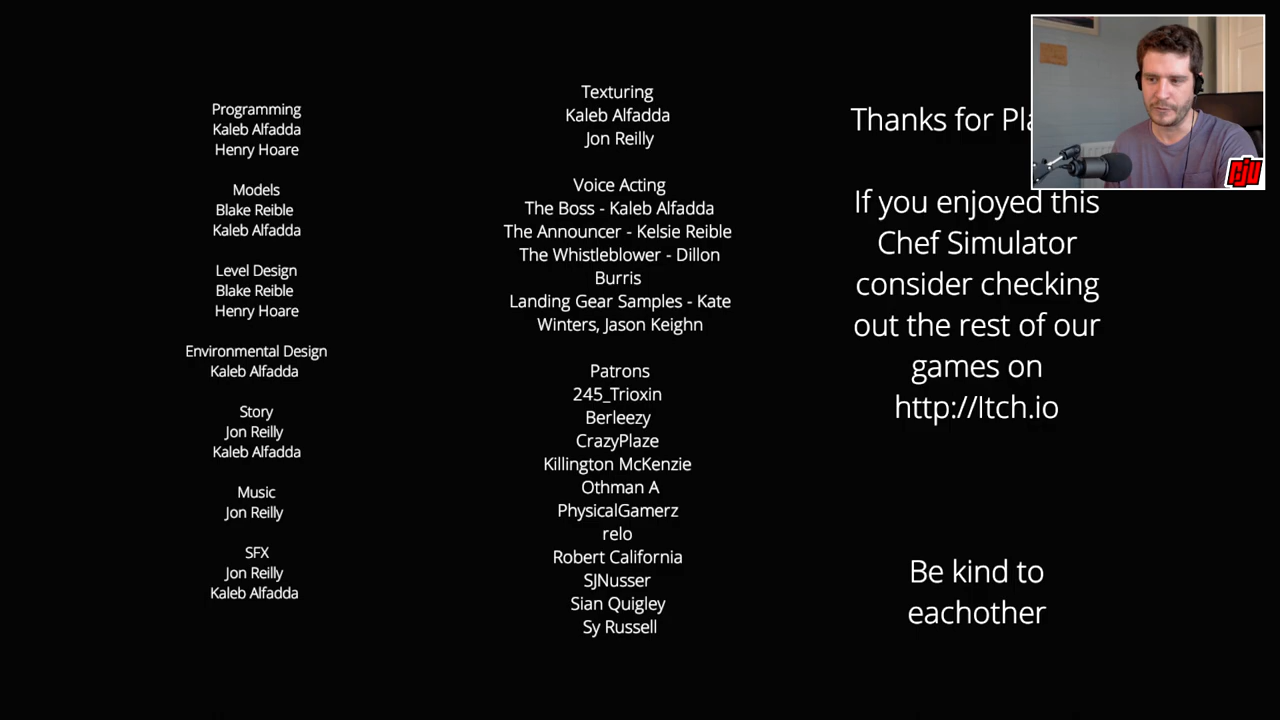 Programming
Kaleb Alfadda
Henry Hoare
Models
Blake Reible
Kaleb Alfadda
Level Design
Blake Reible
Henry Hoare
Environmental Design
Kaleb Alfadda
Story
Jon Reilly
Kaleb Alfadda
Music
Jon Reilly
SFX
Jon Reilly
Kaleb Alfadda
Texturing
Kaleb Alfadda
Jon Reilly
Voice Acting
The Boss - Kaleb Alfadda
The Announcer - Kelsie Reible
The Whistleblower - Dillon
Burris
Landing Gear Samples - Kate
Winters, Jason Keighn
Patrons
245_Trioxin
Berleezy
CrazyPlaze
Killington McKenzie
Othman A
PhysicalGamerz
relo
Robert California
SJNusser
Sian Quigley
Sy Russell
Thanks for
If you enjoyed this
Chef Simulator
consider checking
out the rest of our
games on
http://Itch.io
Be kind to
eachother
CJU